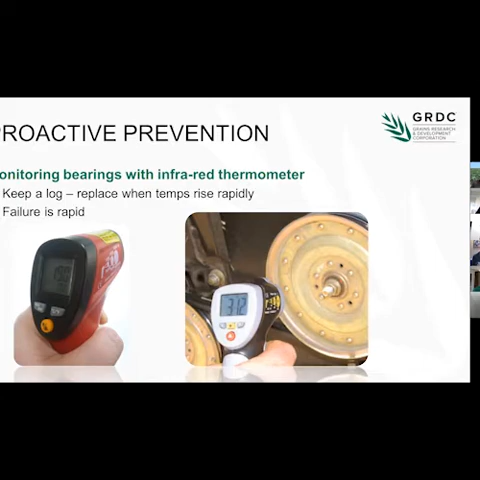 ROACTIVE PREVENTION
GRDC
GRAINS RESEARCH
& DEVELOPMENT
CORPORATION
onitoring bearings with infra-red thermometer
Keep a log – replace when temps rise rapidly
Failure is rapid